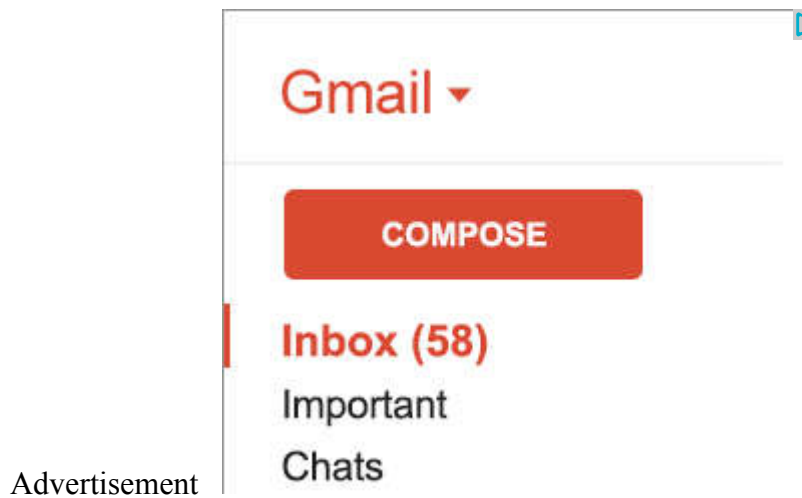 Gmail
COMPOSE
Inbox (58)
Important
Chats
Advertisement